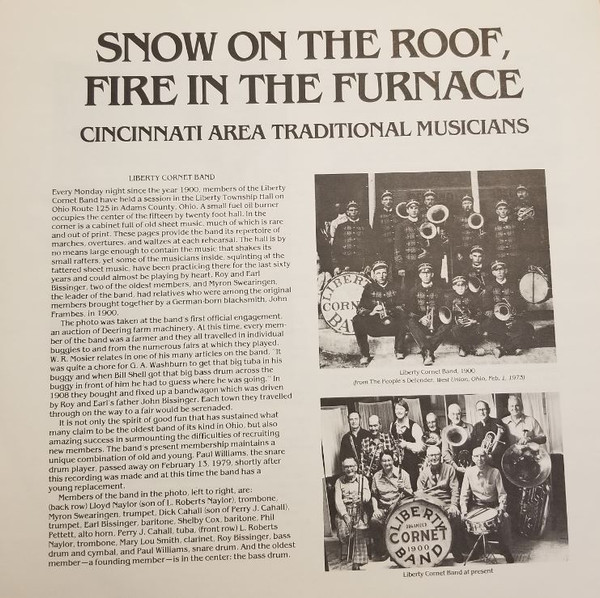 SNOW ON THE ROOF,
FIRE IN THE FURNACE
CINCINNATI AREA TRADITIONAL MUSICIANS
LIBERTY CORNET BAND
Every Monday night since the year 1900, members of the Liberty
Cornet Band have held a session in the Liberty Township Hall on
Ohio Route 125 in Adams County, Ohio. A small fuel oil burner
occupies the center of the fifteen by twenty foot hall. In the
corner is a cabinet full of old sheet music, much of which is rare
and out of print. These pages provide the band its repertoire of
marches, overtures, and waltzes at each rehearsal. The hall is by
no means large enough to contain the music that shakes its
small rafters, yet some of the musicians inside, squinting at the
tattered sheet music, have been practicing there for the last sixty
years and could almost be playing by heart. Roy and Earl
Bissinger, two of the oldest members, and Myron Swearingen,
the leader of the band, had relatives who were among the original
members brought together by a German-born blacksmith, John
Frambes, in 1900.
The photo was taken at the band's first official engagement,
an auction of Deering farm machinery. At this time, every mem-
ber of the band was a farmer and they all travelled in individual
buggies to and from the numerous fairs at which they played.
W. R. Mosier relates in one of his many articles on the band, "It
was quite a chore for G. A. Washburn to get that big tuba in his
buggy and when Bill Shell got that big bass drum across the
buggy in front of him he had to guess where he was going." In
1908 they bought and fixed up a bandwagon which was driven
by Roy and Earl's father John Bissinger. Each town they travelled
through on the way to a fair would be serenaded.
It is not only the spirit of good fun that has sustained what
many claim to be the oldest band of its kind in Ohio, but also
amazing success in surmounting the difficulties of recruiting
new members. The band's present membership maintains a
unique combination of old and young. Paul Williams, the snare
drum player, passed away on February 13, 1979, shortly after
this recording was made and at this time the band has a
young replacement.
Members of the band in the photo, left to right, are:
(back row) Lloyd Naylor (son of L. Roberts Naylor), trombone,
Myron Swearingen, trumpet, Dick Cahall (son of Perry J. Cahall),
trumpet, Earl Bissinger, baritone, Shelby Cox, baritone, Phil
Pettett, alto horn, Perry J. Cahall, tuba, (front row) L. Roberts
Naylor, trombone, Mary Lou Smith, clarinet, Roy Bissinger, bass
drum and cymbal, and Paul Williams, snare drum. And the oldest
member—a founding member—is in the center: the bass drum.
LIBERTY
CORN
BA
Liberty Cornet Band, 1900
(from The People's Defender, West Union, Ohio, Feb. 1, 1973)
LIBERTY
ORGANIZED
CORNET
1900
BAND
Liberty Cornet Band at present